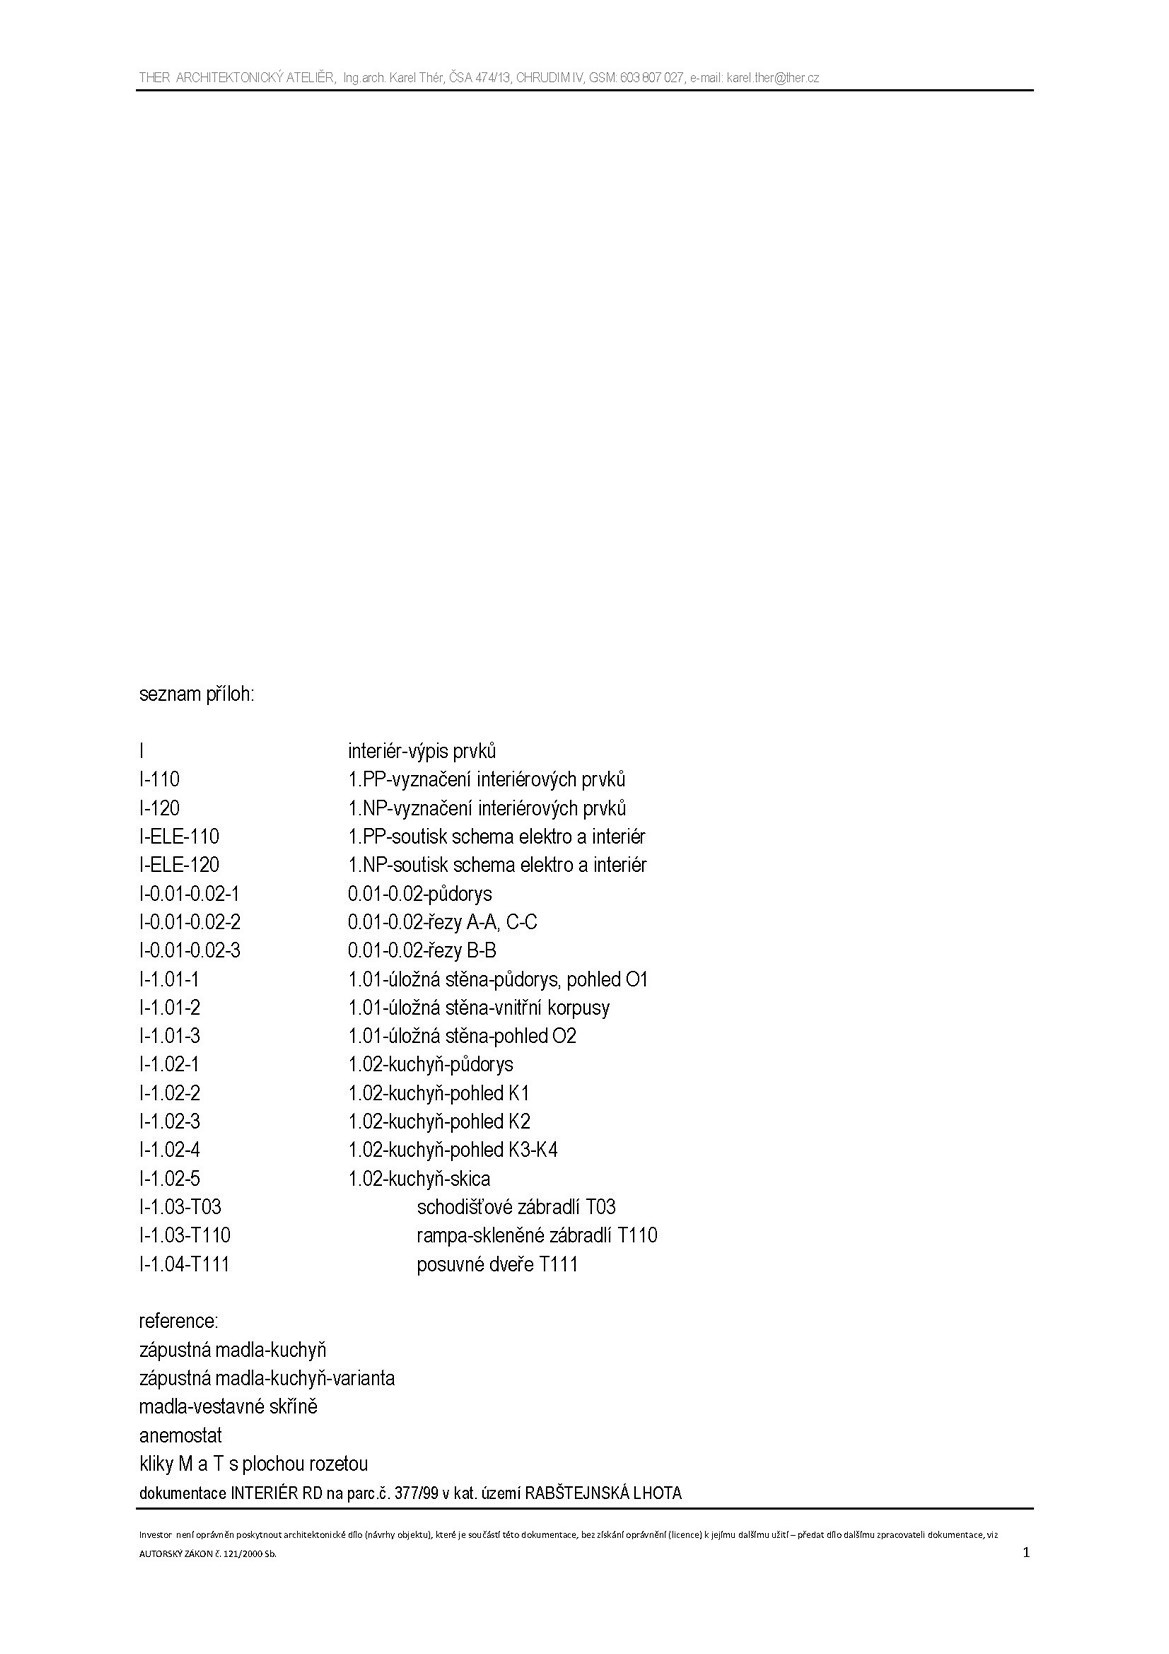 THER ARCHITEKTONICKÝ ATELIÉR, Ing.arch. Karel Thér, ČSA 474/13, CHRUDIM IV, GSM: 603 807 027, e-mail: karel.ther@ther.cz
seznam příloh:
I interiér-výpis prvků
I-110 1.PP-vyznačení interiérových prvků
I-120 1.NP-vyznačení interiérových prvků
I-ELE-110 1.PP-soutisk schema elektro a interiér
I-ELE-120 1.NP-soutisk schema elektro a interiér
I-0.01-0.02-1 0.01-0.02-půdorys
I-0.01-0.02-2 0.01-0.02-řezy A-A, C-C
I-0.01-0.02-3 0.01-0.02-řezy B-B
I-1.01-1 1.01-úložná stěna-půdorys, pohled O1
I-1.01-2 1.01-úložná stěna-vnitřní korpusy
I-1.01-3 1.01-úložná stěna-pohled O2
I-1.02-1 1.02-kuchyň-půdorys
I-1.02-2 1.02-kuchyň-pohled K1
I-1.02-3 1.02-kuchyň-pohled K2
I-1.02-4 1.02-kuchyň-pohled K3-K4
I-1.02-5 1.02-kuchyň-skica
I-1.03-T03 schodišťové zábradlí T03
I-1.03-T110 rampa-skleněné zábradlí T110
I-1.04-T111 posuvné dveře T111
reference:
zápustná madla-kuchyň
zápustná madla-kuchyň-varianta
madla-vestavné skříně
anemostat
kliky M a T s plochou rozetou
dokumentace INTERIÉR RD na parc.č. 377/99 v kat. území RABŠTEJNSKÁ LHOTA
Investor není oprávněn poskytnout architektonické dílo (návrhy objektu), které je součástí této dokumentace, bez získání oprávnění (licence) k jejímu dalšímu užití – předat dílo dalšímu zpracovateli dokumentace, viz
AUTORSKÝ ZÁKON č. 121/2000 Sb. 1